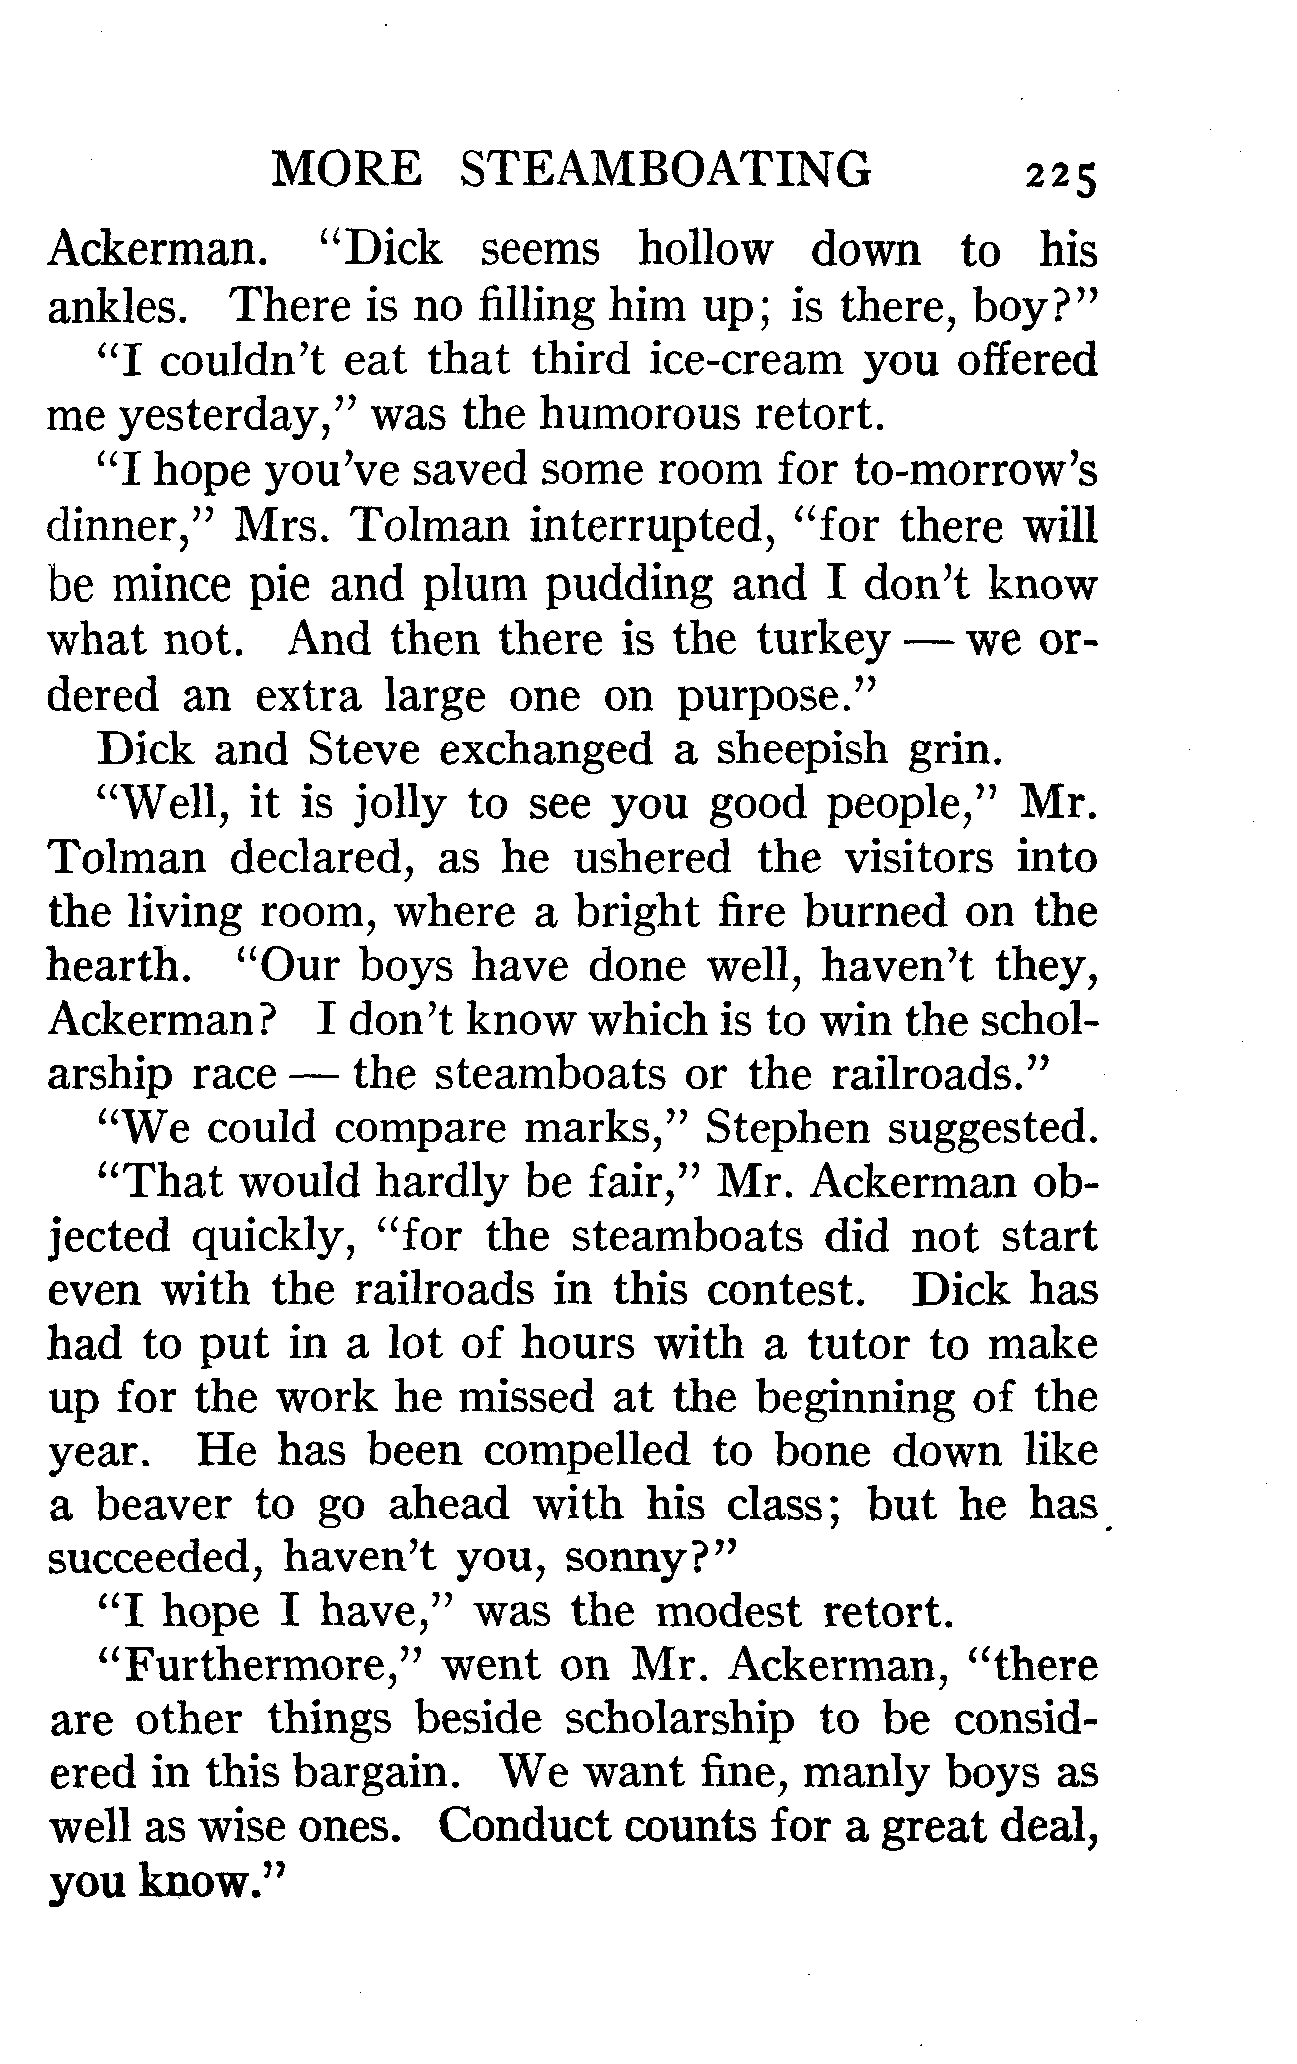 MORE STEAMBOATING 225
Ackerman. "Dick seems hollow down to his
ankles. There is no filling him up; is there, boy?"
"I couldn't eat that third ice-cream you offered
me yesterday," was the humorous retort.
"I hope you've saved some room for to-morrow's
dinner," Mrs. Tolman interrupted, "for there will
be mince pie and plum pudding and I don't know
what not. And then there is the turkey — we or-
dered an extra large one on purpose."
Dick and Steve exchanged a sheepish grin.
"Well, it is jolly to see you good people," Mr.
Tolman declared, as he ushered the visitors into
the living room, where a bright fire burned on the
hearth. "Our boys have done well, haven't they,
Ackerman? I don't know which is to win the schol-
arship race — the steamboats or the railroads."
"We could compare marks," Stephen suggested.
"That would hardly be fair," Mr. Ackerman ob-
jected quickly, "for the steamboats did not start
even with the railroads in this contest. Dick has
had to put in a lot of hours with a tutor to make
up for the work he missed at the beginning of the
year. He has been compelled to bone down like
a beaver to go ahead with his class; but he has
succeeded, haven't you, sonny?"
"I hope I have," was the modest retort.
"Furthermore," went on Mr. Ackerman, "there
are other things beside scholarship to be consid-
ered in this bargain. We want fine, manly boys as
well as wise ones. Conduct counts for a great deal,
you know."